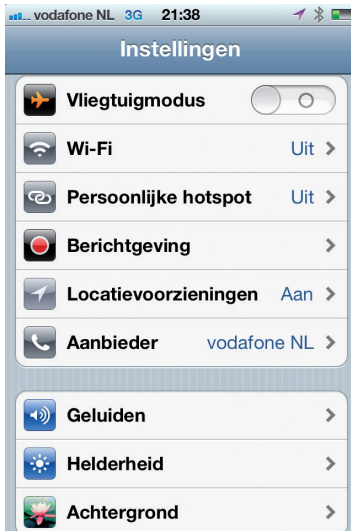 vodafone NL 3G 21:38
Instellingen
Vliegtuigmodus
Wi-Fi Uit
Persoonlijke hotspot Uit
Berichtgeving
Locatievoorzieningen Aan
Aanbieder vodafone NL
Geluiden
Helderheid
Achtergrond